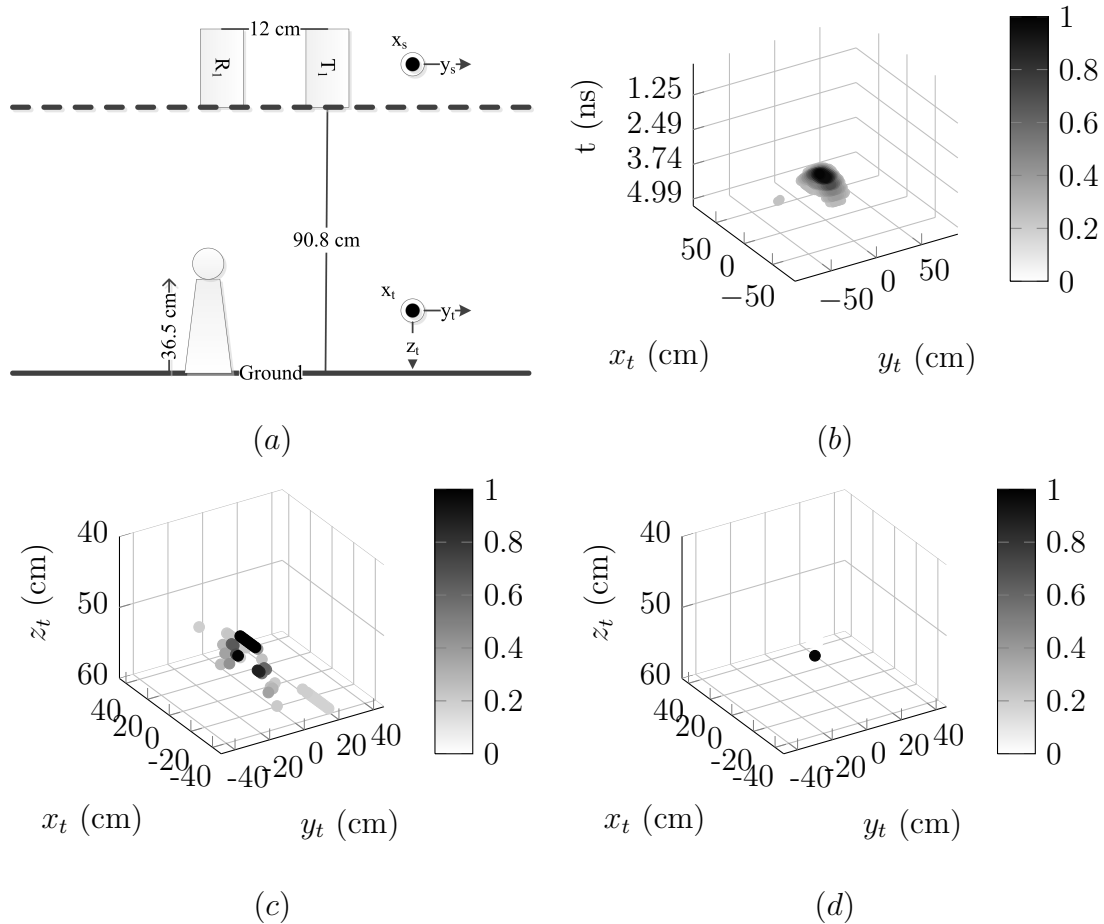 12 cm
R1
T1
xs
ys
90.8 cm
36.5 cm
xt
yt
zt
Ground
(a)
t (ns)
1.25
2.49
3.74
4.99
50
0
−50
−50
0
50
xt (cm)
yt (cm)
1
0.8
0.6
0.4
0.2
0
(b)
zt (cm)
40
50
60
40
20
0
-20
-40
-40
-20
0
20
40
xt (cm)
yt (cm)
1
0.8
0.6
0.4
0.2
0
(c)
zt (cm)
40
50
60
40
20
0
-20
-40
-40
-20
0
20
40
xt (cm)
yt (cm)
1
0.8
0.6
0.4
0.2
0
(d)